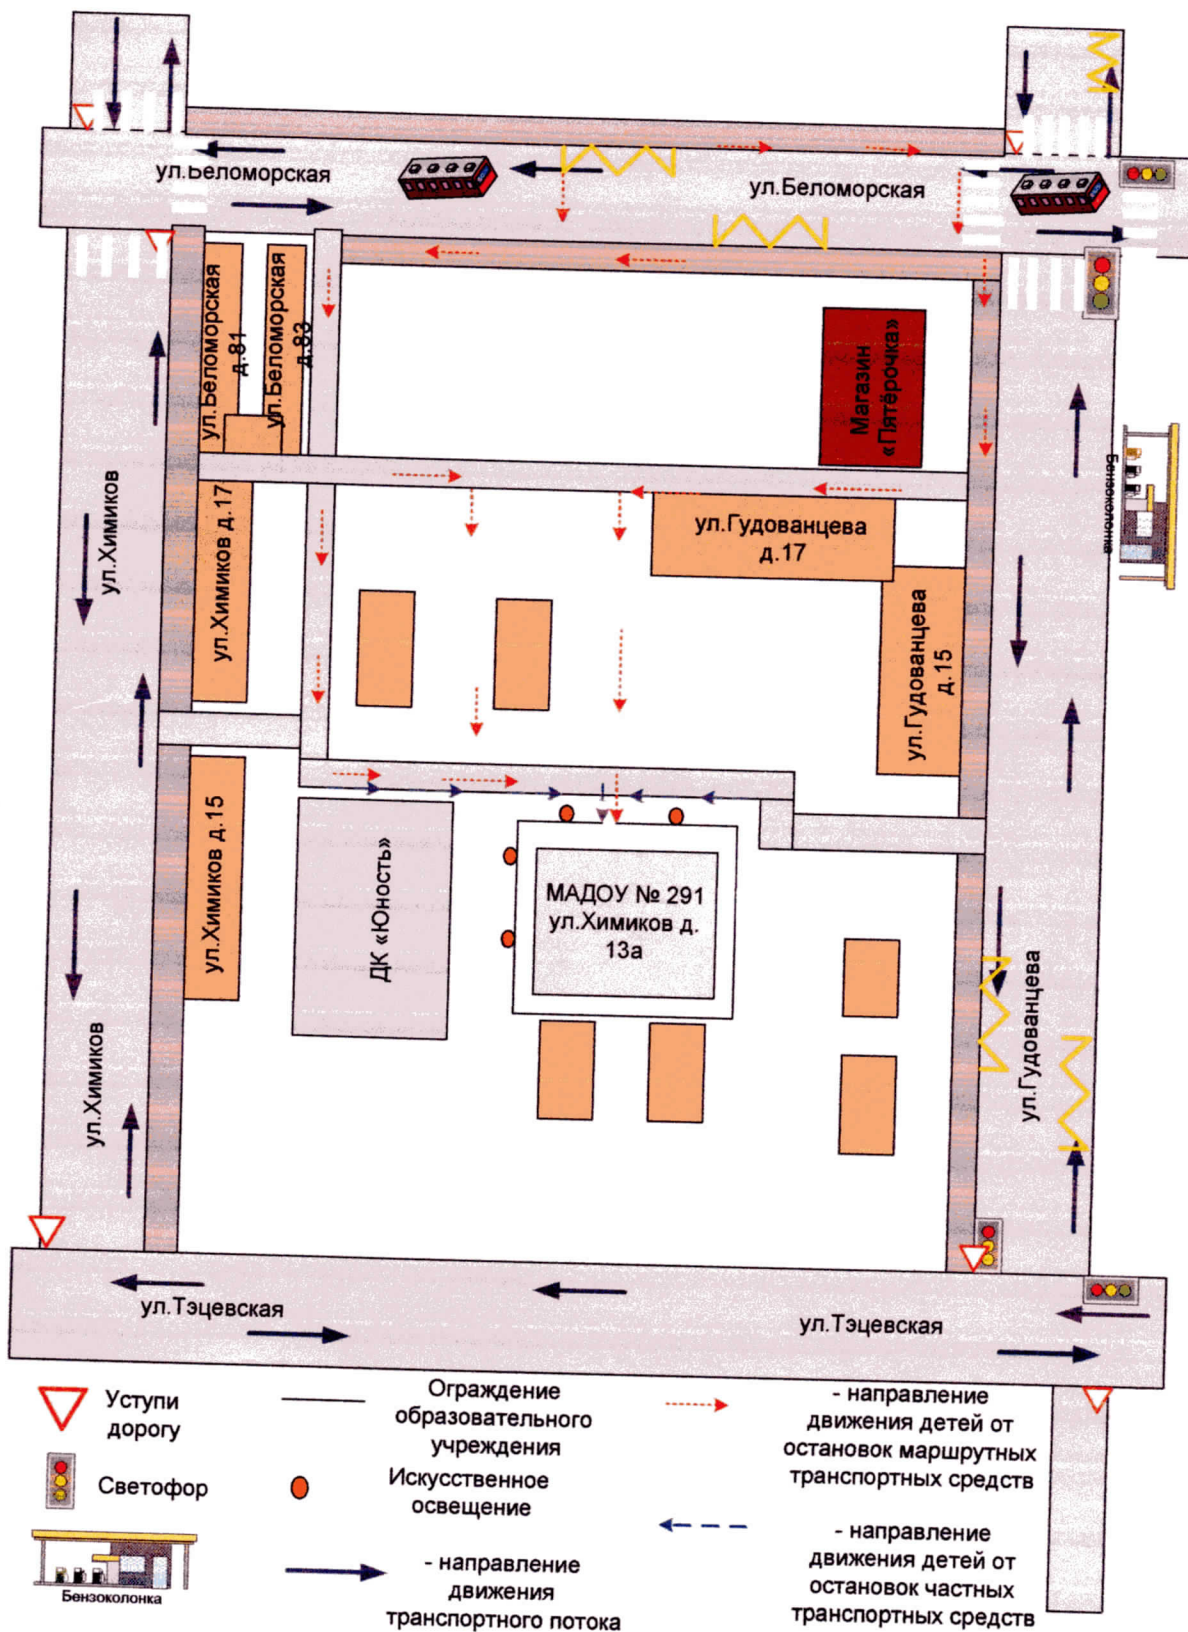 ул.Беломорская
ул.Беломорская
ул.Беломорская
д.81
ул.Беломорская
д.83
Магазин
«Пятёрочка»
Бензоколонка
ул.Химиков
ул.Химиков д.17
ул.Гудованцева
д.17
ул.Гудованцева
д.15
ул.Химиков д.15
ДК «Юность»
МАДОУ № 291
ул.Химиков д.
13а
ул.Гудованцева
ул.Химиков
ул.Тэцевская
ул.Тэцевская
Уступи
дорогу
Светофор
Бензоколонка
Ограждение
образовательного
учреждения
Искусственное
освещение
- направление
движения
транспортного потока
- направление
движения детей от
остановок маршрутных
транспортных средств
- направление
движения детей от
остановок частных
транспортных средств